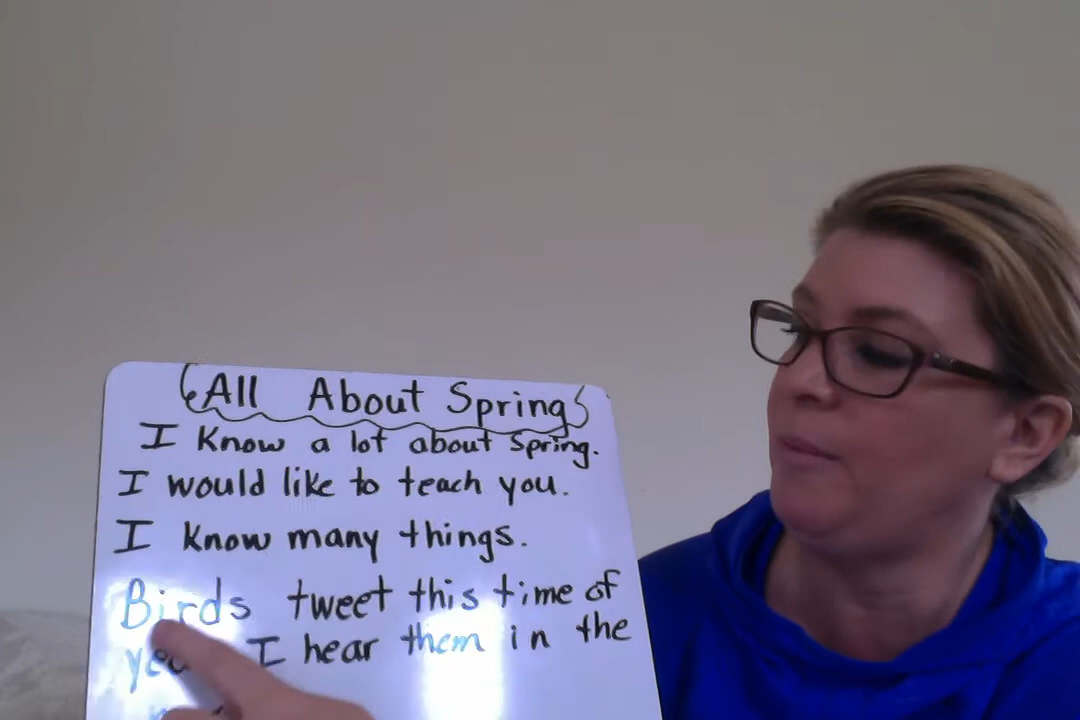 All About Spring
I Know a lot about Spring.
I would like to teach you.
I know many things.
Birds tweet this time of
I hear them in the